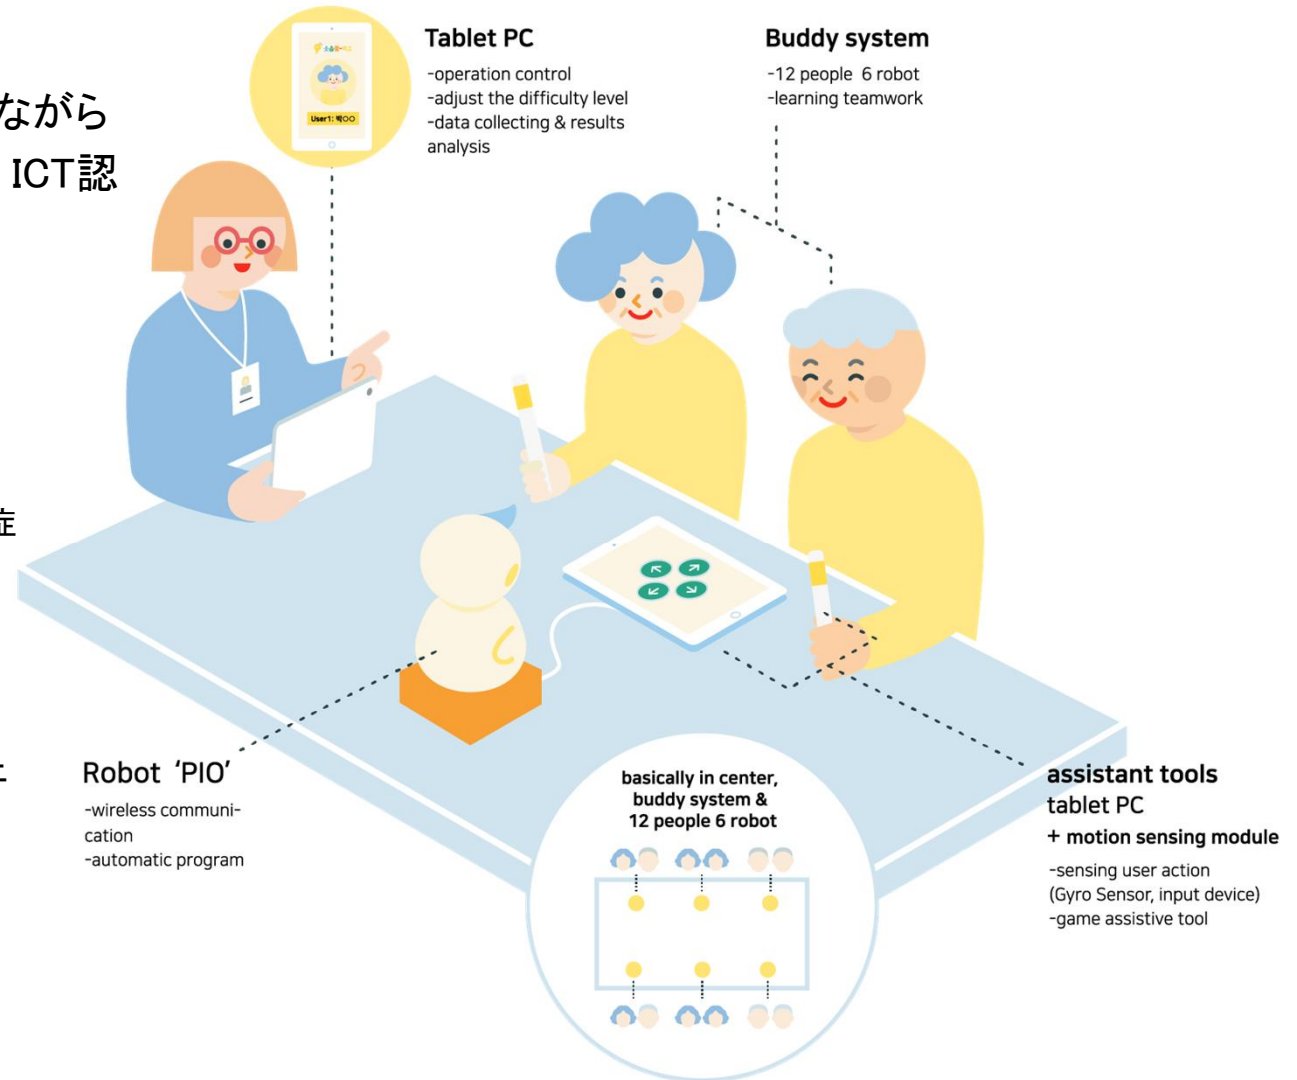 Tablet PC
-operation control
-adjust the difficulty level
-data collecting & results
analysis
Buddy system
-12 people 6 robot
-learning teamwork
ながら
ICT認
User1: 박○○
症
Robot 'PIO'
-wireless communi-
cation
-automatic program
basically in center,
buddy system &
12 people 6 robot
assistant tools
tablet PC
+ motion sensing module
-sensing user action
(Gyro Sensor, input device)
-game assistive tool